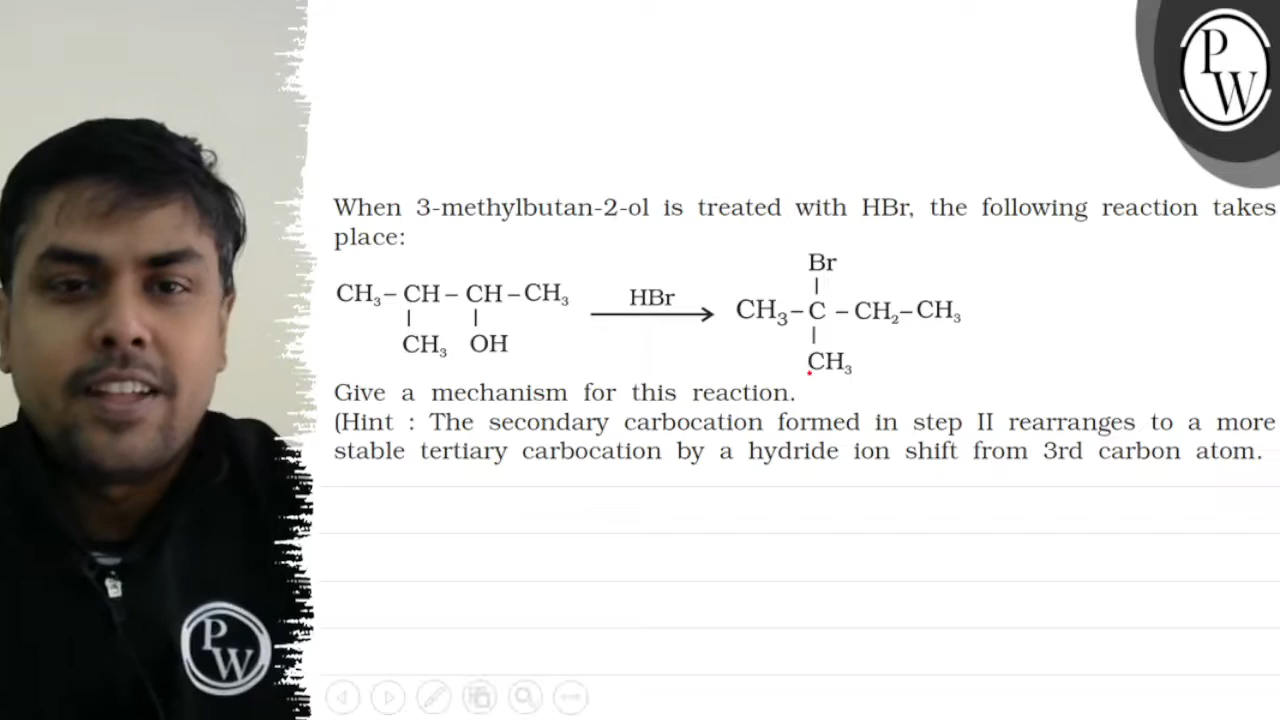 P
W
When 3-methylbutan-2-ol is treated with HBr, the following reaction takes
place:
Br
CH₃– CH – CH – CH₃ HBr CH₃– C – CH₂– CH₃
CH₃ OH CH₃
Give a mechanism for this reaction.
(Hint : The secondary carbocation formed in step II rearranges to a more
stable tertiary carbocation by a hydride ion shift from 3rd carbon atom.
P
W